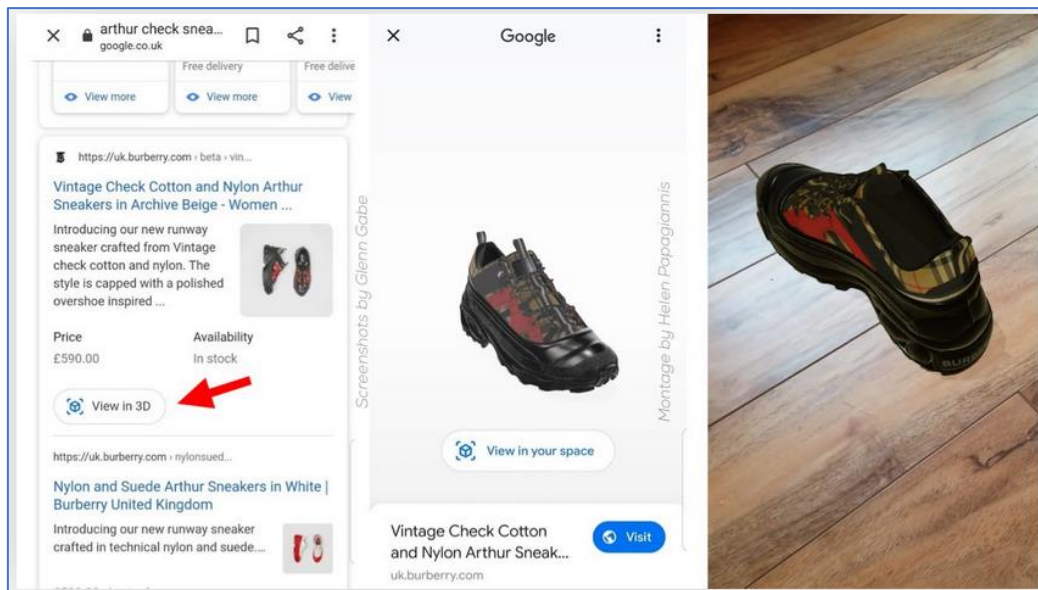 arthur check snea...
google.co.uk
Free delivery
Free delive
View more
View more
View
https://uk.burberry.com › beta › vin...
Vintage Check Cotton and Nylon Arthur
Sneakers in Archive Beige - Women ...
Introducing our new runway
sneaker crafted from Vintage
check cotton and nylon. The
style is capped with a polished
overshoe inspired ...
Price
Availability
£590.00
In stock
View in 3D
https://uk.burberry.com › nylonsued...
Nylon and Suede Arthur Sneakers in White |
Burberry United Kingdom
Introducing our new runway sneaker
crafted in technical nylon and suede....
Screenshots by Glenn Gabe
Google
View in your space
Vintage Check Cotton
and Nylon Arthur Sneak...
uk.burberry.com
Visit
Montage by Helen Papagiannis
BURBE